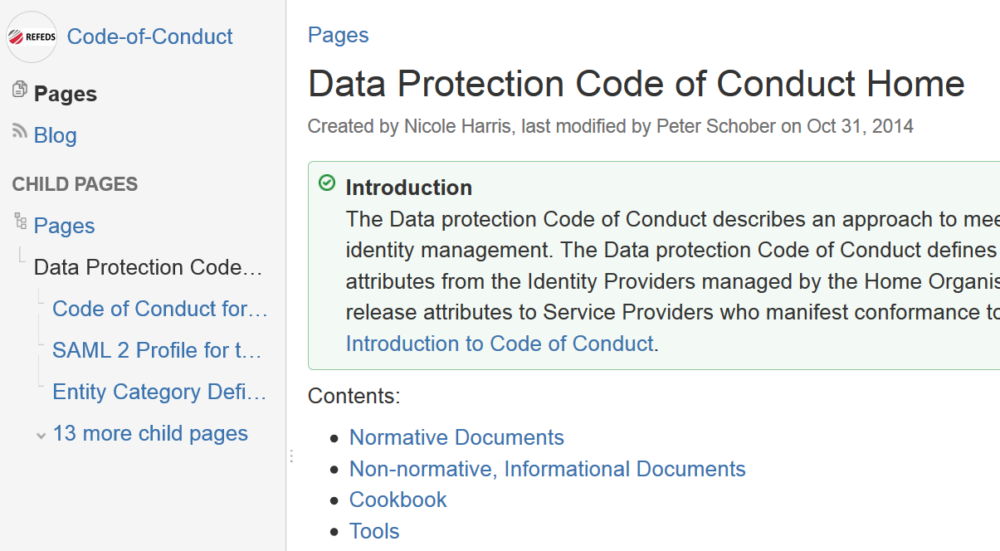 REFEDS
Code-of-Conduct
Pages
Blog
CHILD PAGES
Pages
Data Protection Code…
Code of Conduct for…
SAML 2 Profile for t…
Entity Category Defi…
13 more child pages
Pages
Data Protection Code of Conduct Home
Created by Nicole Harris, last modified by Peter Schober on Oct 31, 2014
Introduction
The Data protection Code of Conduct describes an approach to mee
identity management. The Data protection Code of Conduct defines
attributes from the Identity Providers managed by the Home Organis
release attributes to Service Providers who manifest conformance to
Introduction to Code of Conduct.
Contents:
Normative Documents
Non-normative, Informational Documents
Cookbook
Tools